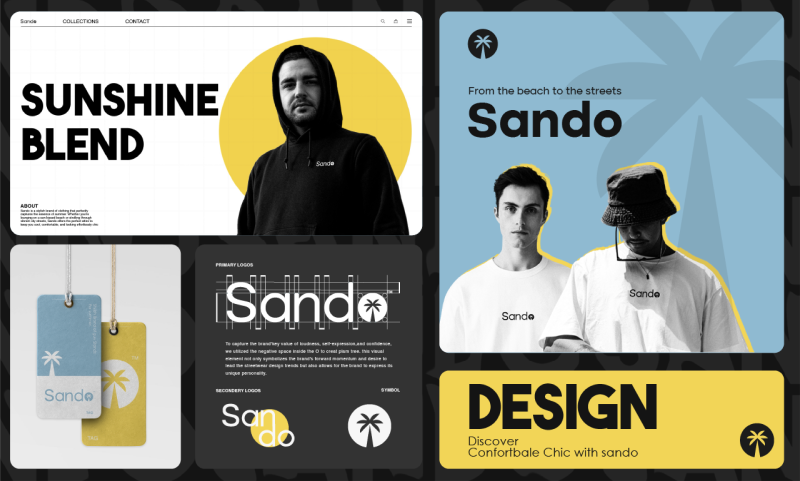 Sando
COLLECTIONS
CONTACT
SUNSHINE
BLEND
Sando
ABOUT
From the beach to the streets
Sando
Sando
Sando
Sando
PRIMARY LOGOS
Sando
To capture the brand'key value of loudness, self-expression,and confidence,
we utilized the negative space inside the O to creat plam tree. this visual
element not only symbolizes the brand's forward momentum and desire to
lead the streetwear design trends but also allows for the brand to express its
unique personality.
SECONDERY LOGOS
SYMBOL
San
do
DESIGN
Discover
Confortbale Chic with sando